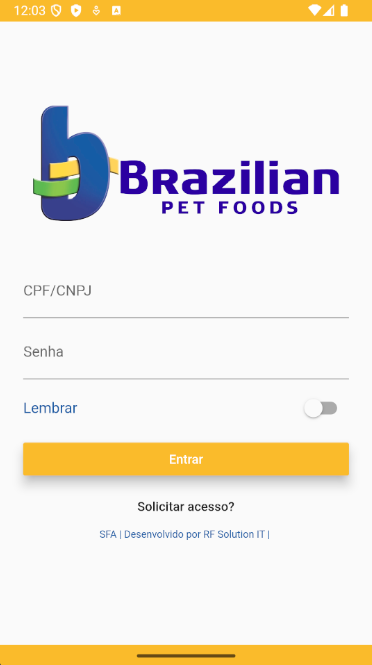 12:03
Brazilian
PET FOODS
CPF/CNPJ
Senha
Lembrar
Entrar
Solicitar acesso?
SFA | Desenvolvido por RF Solution IT |